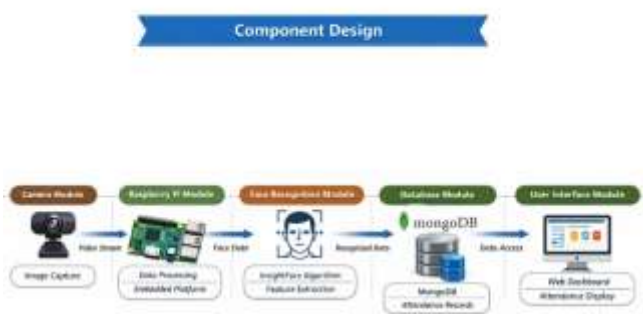 Component Design
Camera Module
Raspberry Pi Module
Face Recognition Module
Database Module
User Interface Module
mongoDB
Video Stream
Face Data
Recognized Data
Data Access
Image Capture
Data Processing
Embedded Platform
InsightFace Algorithm
Feature Extraction
MongoDB
Attendance Records
Web Dashboard
Attendance Display